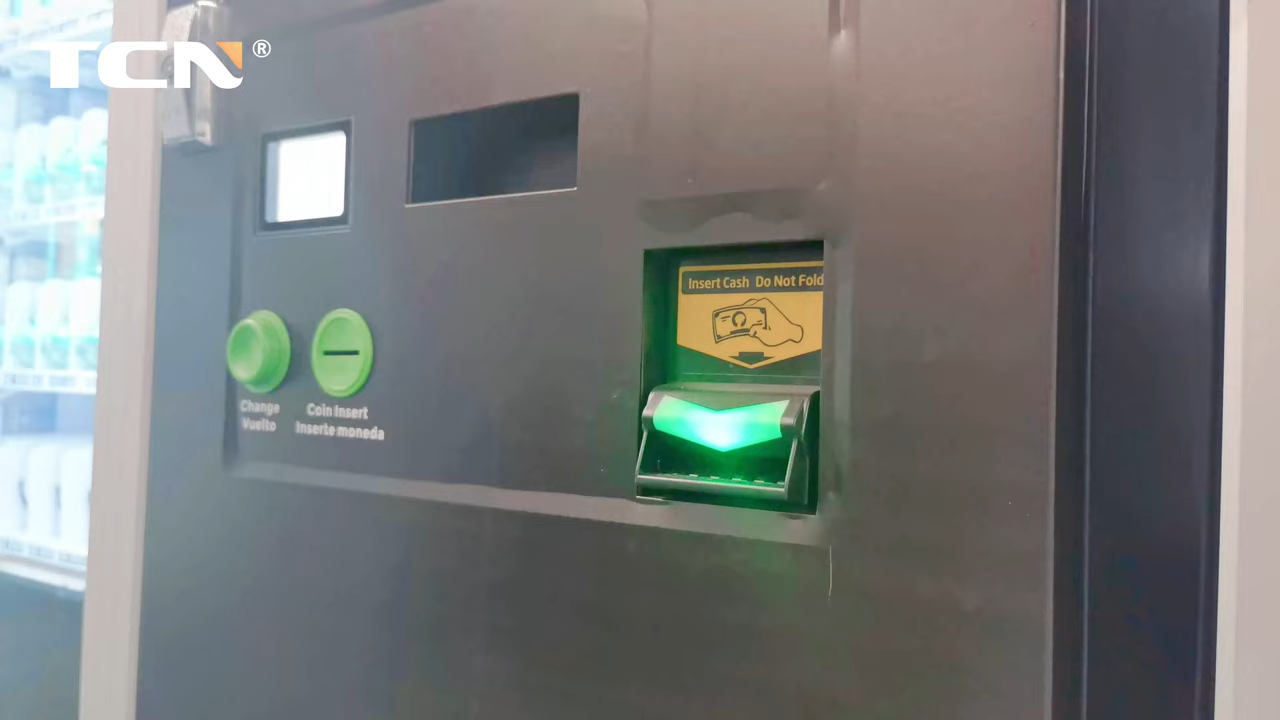 TCN®
Insert Cash Do Not Fold
Change
Vuelto
Coin Insert
Inserte moneda